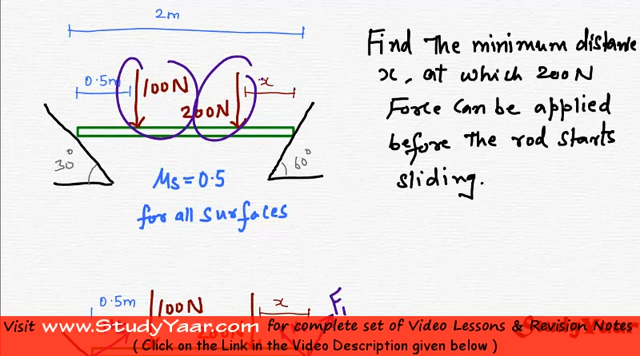 2m
0.5m
100N
200N
x
30°
60°
Ms = 0.5
for all surfaces
Find the minimum distance
x, at which 200N
Force can be applied
before the rod starts
sliding.
0.5m
100N
x
F₁
Visit www.StudyYaar.com for complete set of Video Lessons & Revision Notes
( Click on the Link in the Video Description given below )